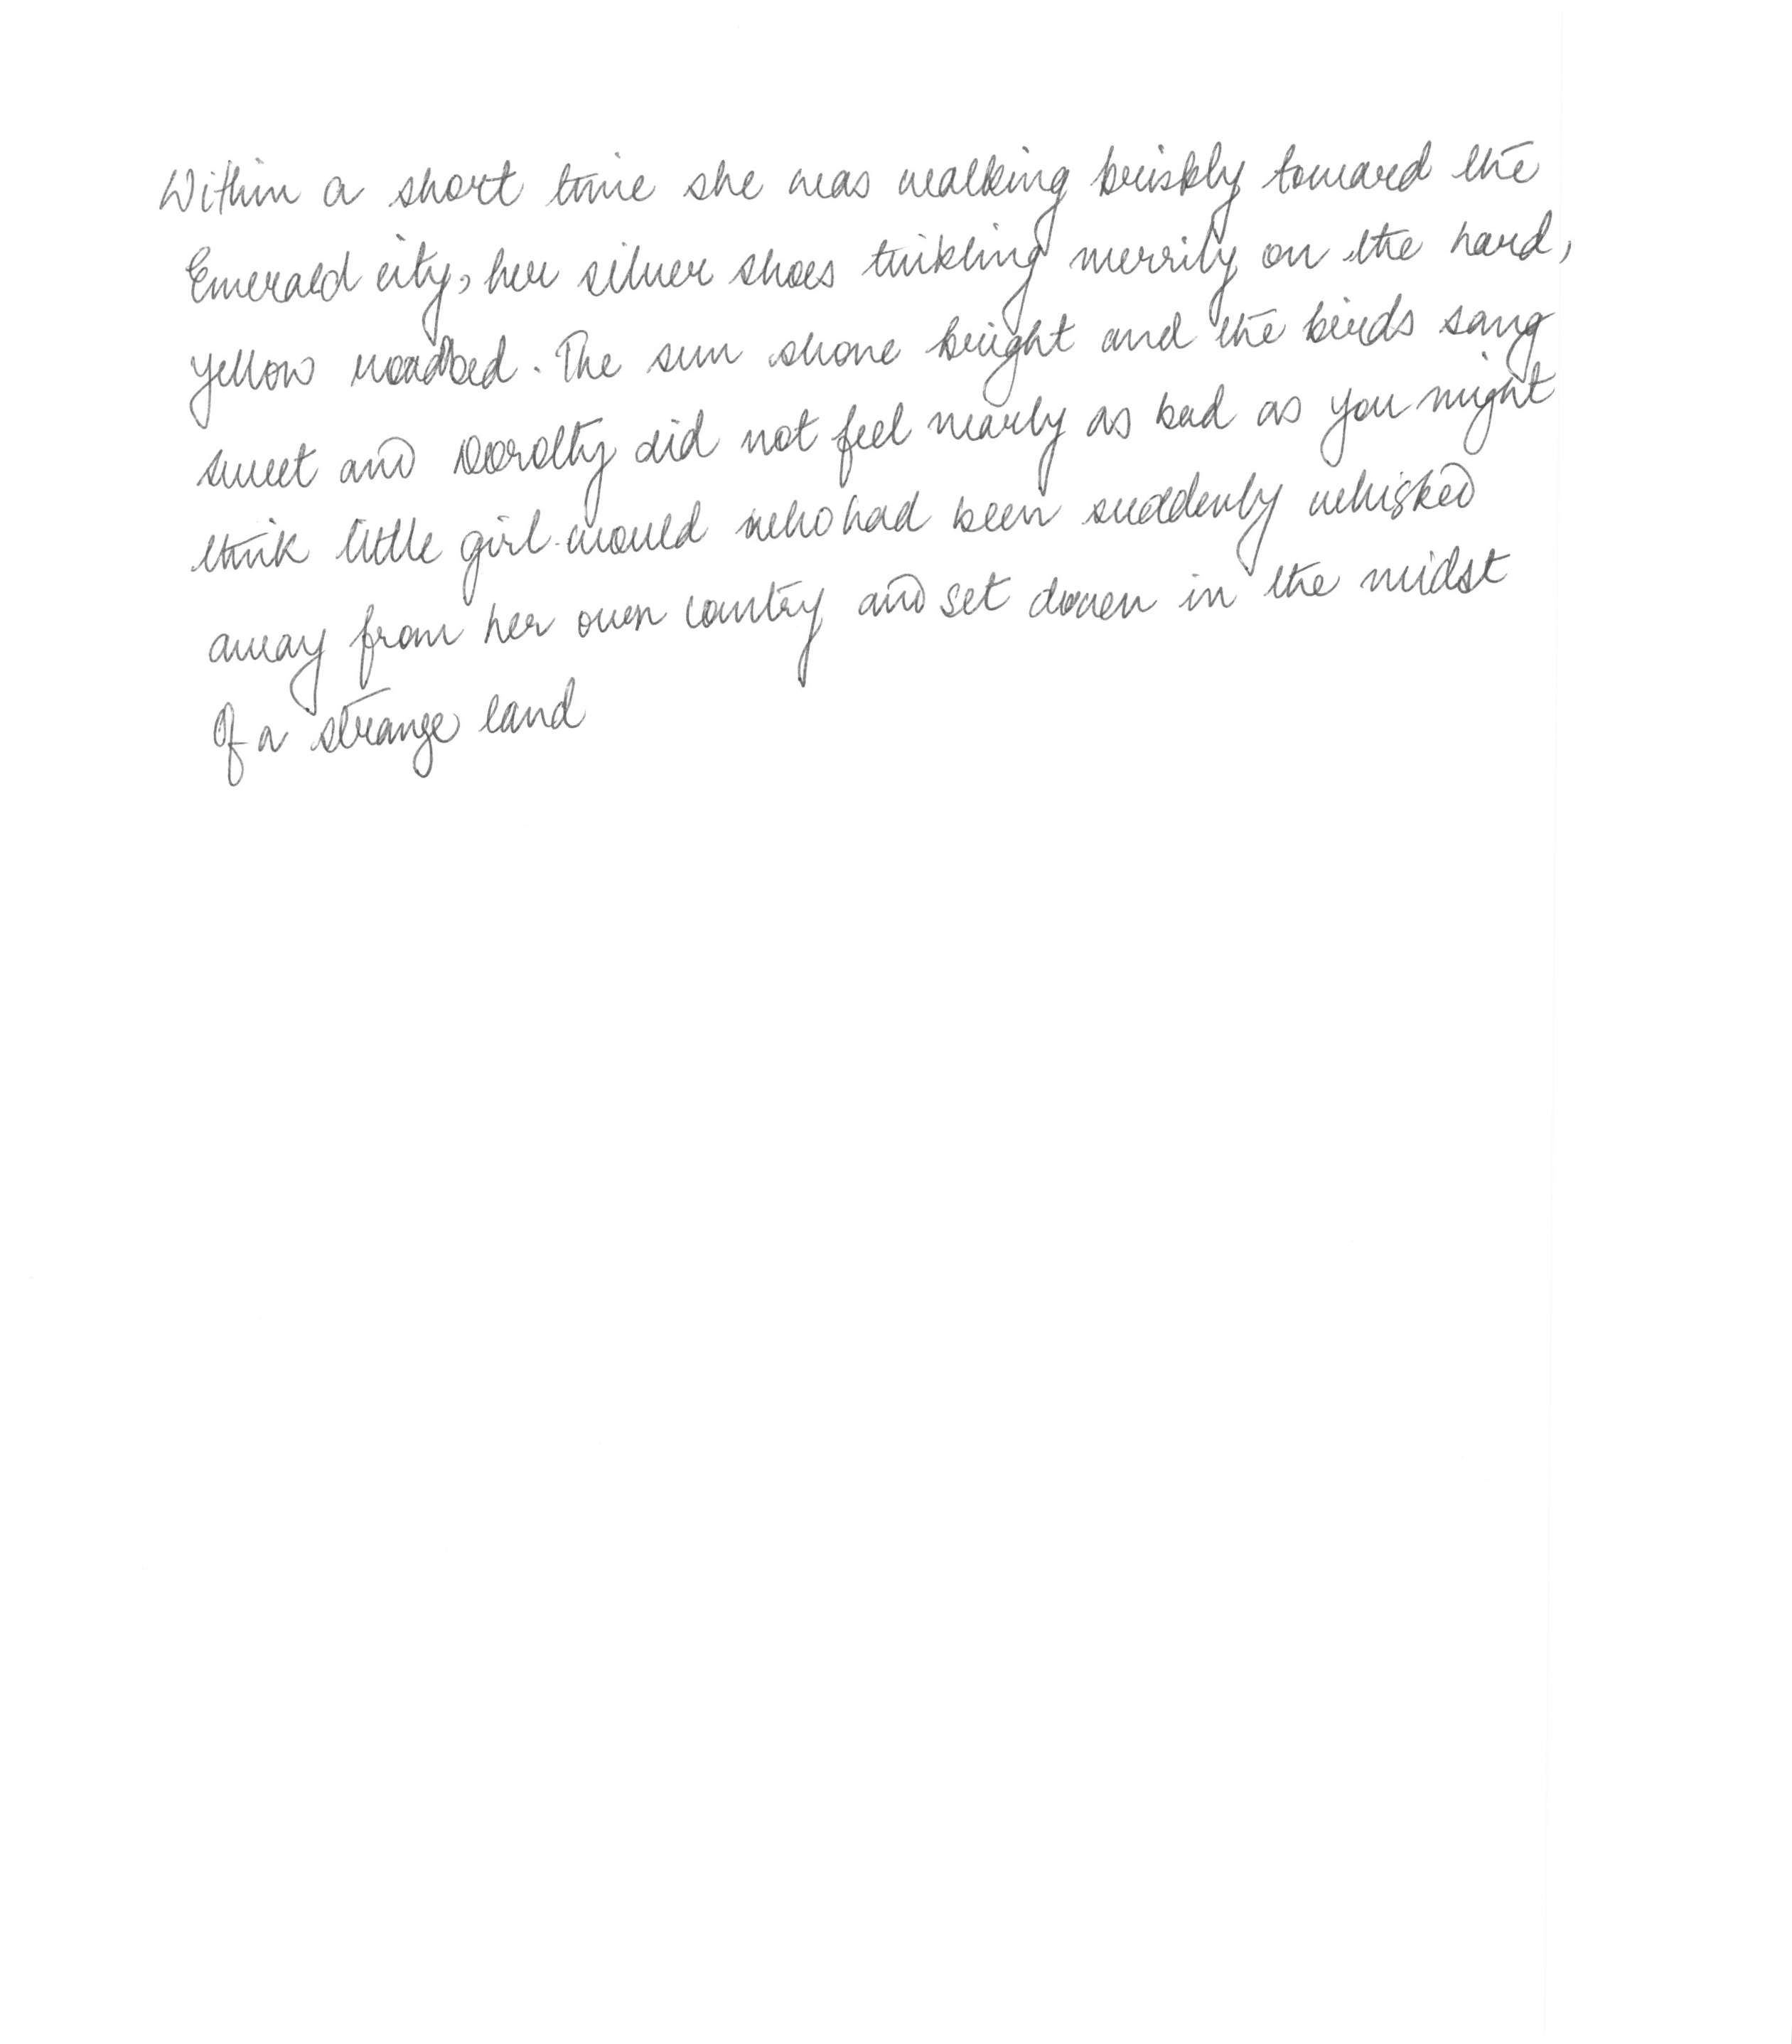 Within a short time she was walking briskly toward the
Emerald city, her silver shoes tinkling merrily on the hard,
yellow roadbed. The sun shone bright and the birds sang
sweet and Dorothy did not feel nearly as bad as you might
think little girl would who had been suddenly whisked
away from her own country and set down in the midst
Of a strange land